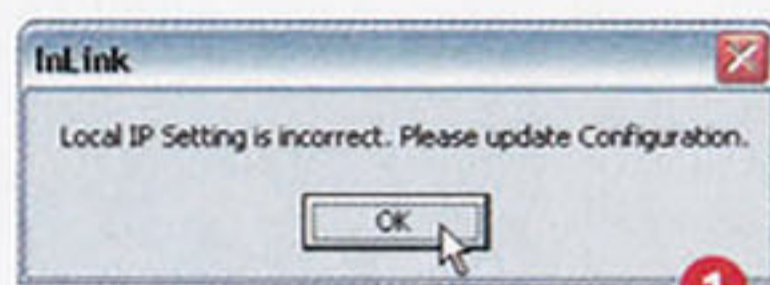 InLink
Local IP Setting is incorrect. Please update Configuration.
OK
1